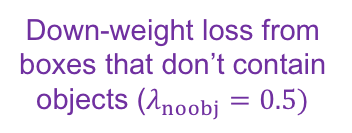 Down-weight loss from
boxes that don’t contain
objects (λnoobj = 0.5)